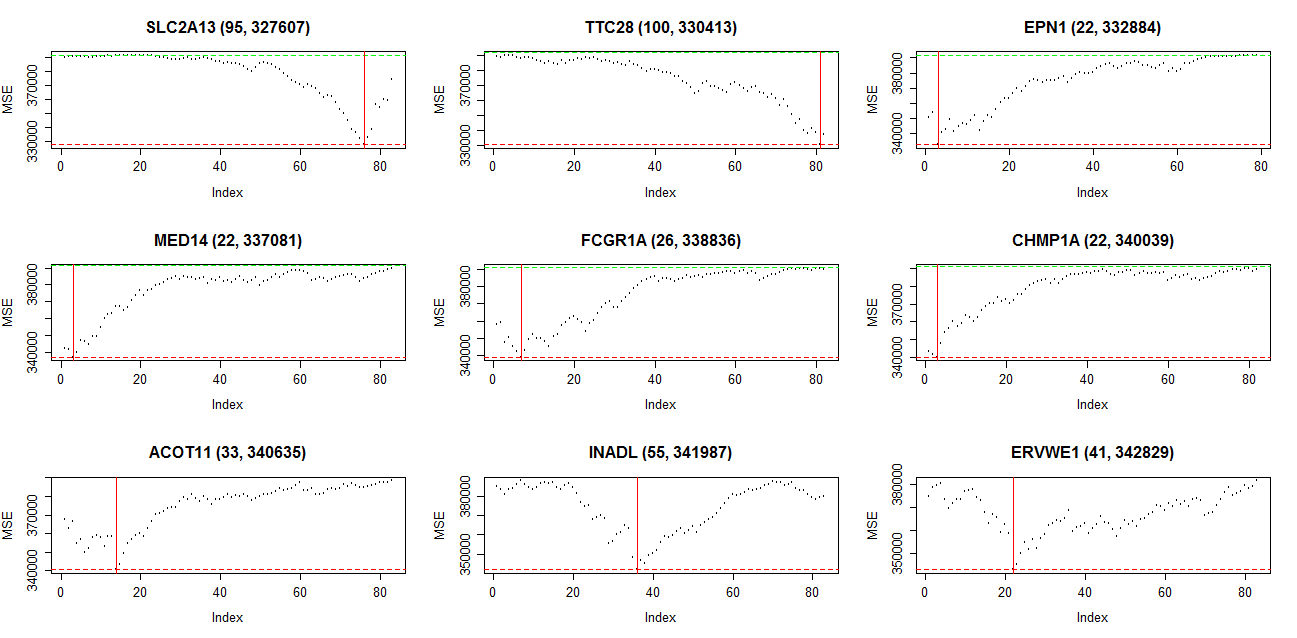 SLC2A13 (95, 327607)
MSE
330000 370000
0 20 40 60 80
Index
TTC28 (100, 330413)
MSE
330000 370000
0 20 40 60 80
Index
EPN1 (22, 332884)
MSE
340000 380000
0 20 40 60 80
Index
MED14 (22, 337081)
MSE
340000 380000
0 20 40 60 80
Index
FCGR1A (26, 338836)
MSE
340000 380000
0 20 40 60 80
Index
CHMP1A (22, 340039)
MSE
340000 370000
0 20 40 60 80
Index
ACOT11 (33, 340635)
MSE
340000 370000
0 20 40 60 80
Index
INADL (55, 341987)
MSE
350000 380000
0 20 40 60 80
Index
ERVWE1 (41, 342829)
MSE
350000 380000
0 20 40 60 80
Index